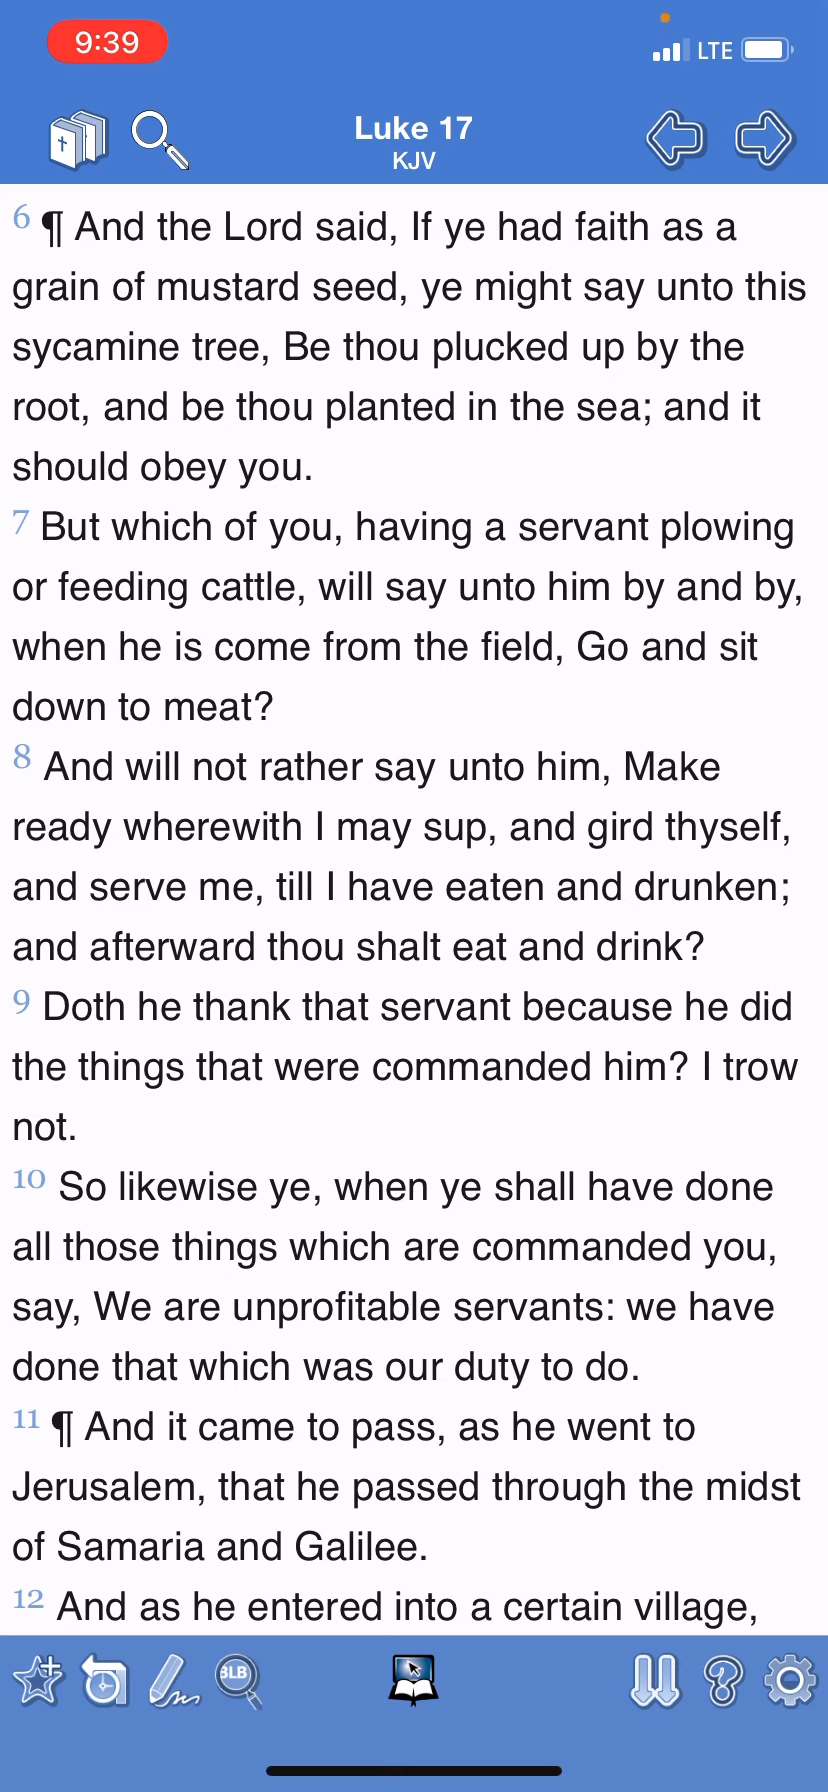 9:39
LTE
Luke 17
KJV
6 ¶ And the Lord said, If ye had faith as a
grain of mustard seed, ye might say unto this
sycamine tree, Be thou plucked up by the
root, and be thou planted in the sea; and it
should obey you.
7 But which of you, having a servant plowing
or feeding cattle, will say unto him by and by,
when he is come from the field, Go and sit
down to meat?
8 And will not rather say unto him, Make
ready wherewith I may sup, and gird thyself,
and serve me, till I have eaten and drunken;
and afterward thou shalt eat and drink?
9 Doth he thank that servant because he did
the things that were commanded him? I trow
not.
10 So likewise ye, when ye shall have done
all those things which are commanded you,
say, We are unprofitable servants: we have
done that which was our duty to do.
11 ¶ And it came to pass, as he went to
Jerusalem, that he passed through the midst
of Samaria and Galilee.
12 And as he entered into a certain village,
BLB